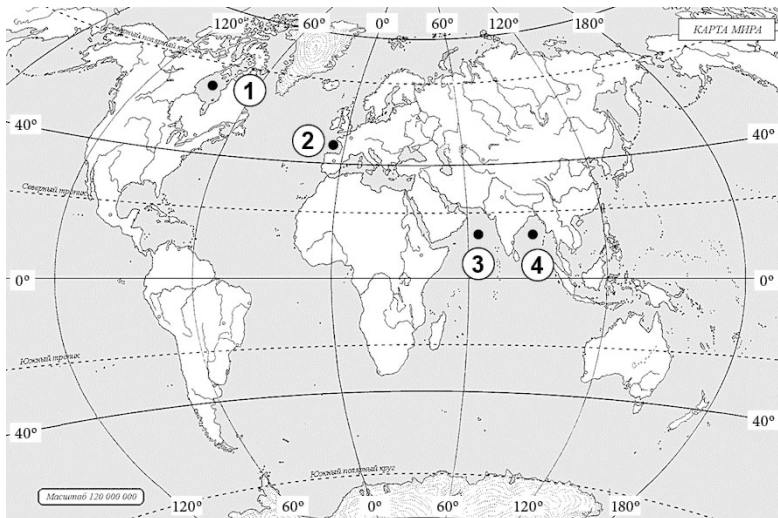 120° 60° 0° 60° 120° 180°
КАРТА МИРА
Северный полярный круг
1
2
40° 40°
Северный тропик
3 4
0° 0°
Южный тропик
40° 40°
Южный полярный круг
Масштаб 120 000 000
120° 60° 0° 60° 120° 180°